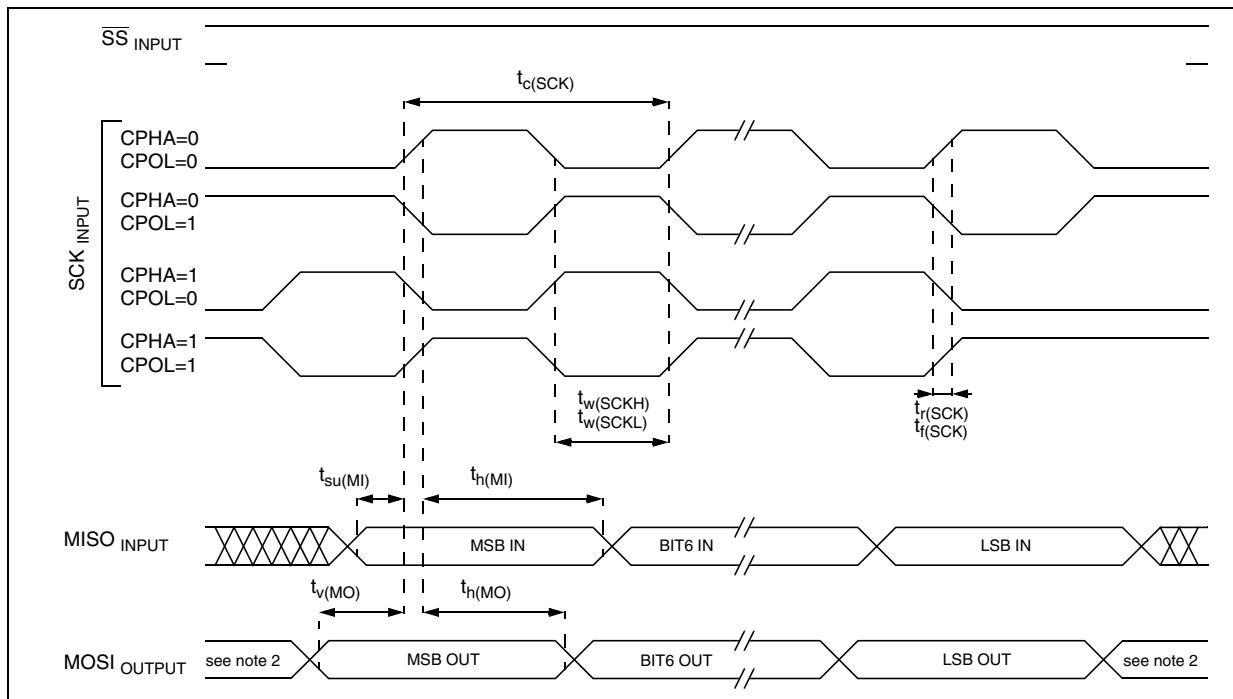 SS INPUT
tc(SCK)
SCK INPUT
CPHA=0
CPOL=0
CPHA=0
CPOL=1
CPHA=1
CPOL=0
CPHA=1
CPOL=1
tw(SCKH)
tw(SCKL)
tr(SCK)
tf(SCK)
tsu(MI)
th(MI)
MISO INPUT
MSB IN
BIT6 IN
LSB IN
tv(MO)
th(MO)
MOSI OUTPUT
see note 2
MSB OUT
BIT6 OUT
LSB OUT
see note 2